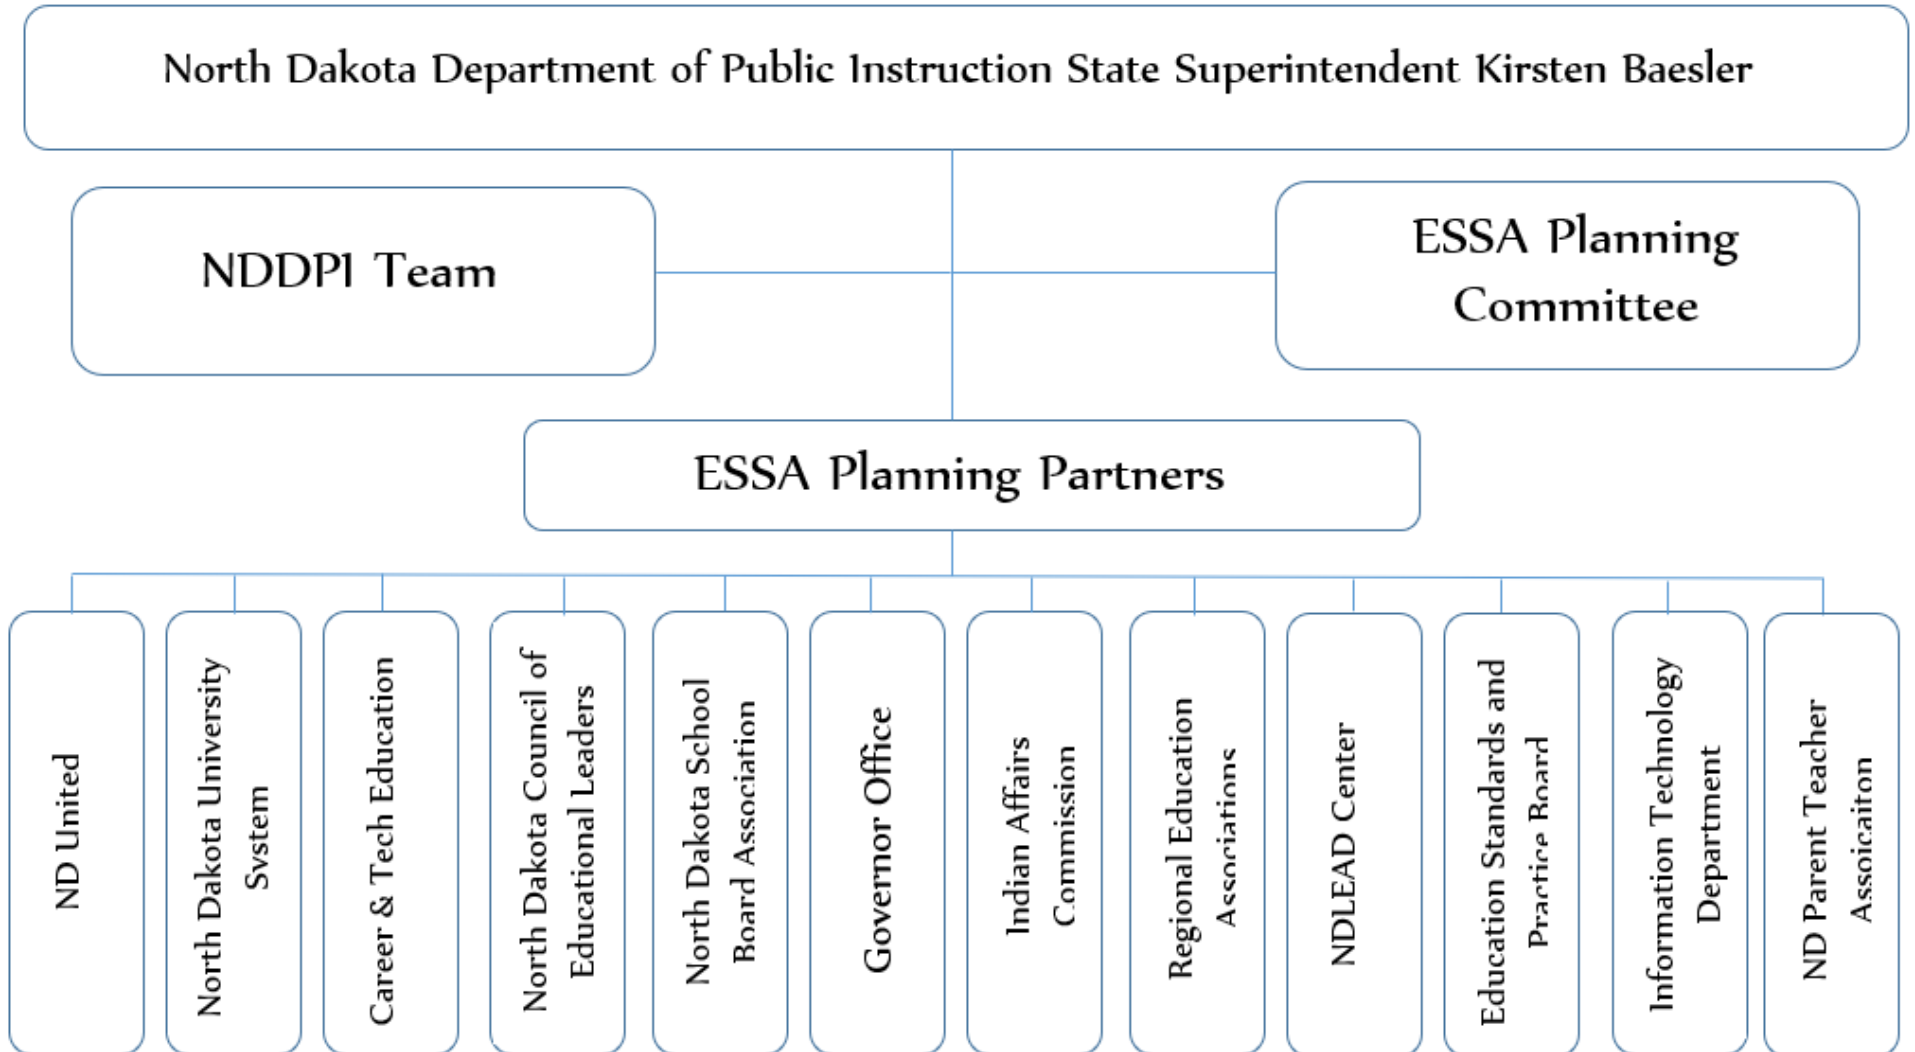 North Dakota Department of Public Instruction State Superintendent Kirsten Baesler
NDDPI Team
ESSA Planning
Committee
ESSA Planning Partners
ND United
North Dakota University
System
Career & Tech Education
North Dakota Council of
Educational Leaders
North Dakota School
Board Association
Governor Office
Indian Affairs
Commission
Regional Education
Associations
NDLEAD Center
Education Standards and
Practice Board
Information Technology
Department
ND Parent Teacher
Assoicaiton